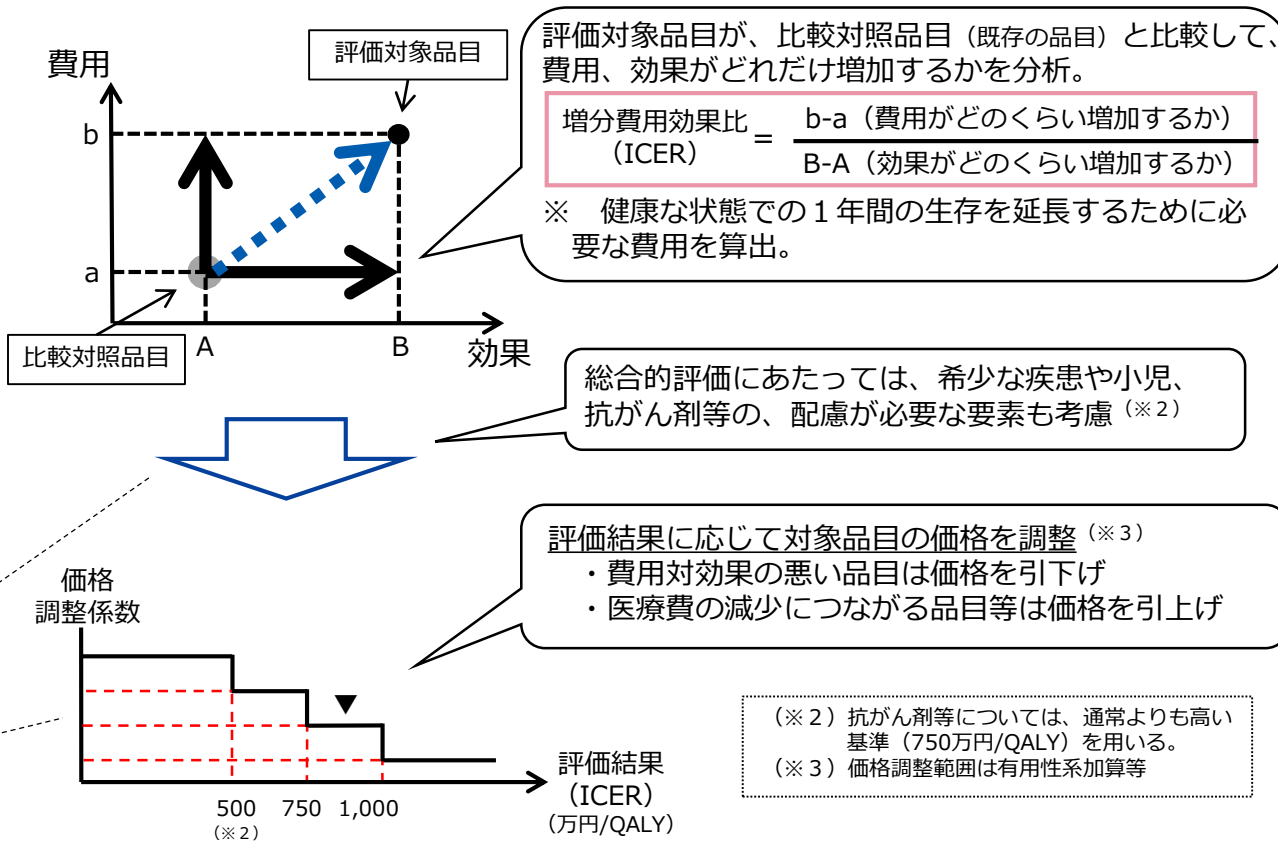 費用
評価対象品目
b
a
比較対照品目
A
B
効果
評価対象品目が、比較対照品目（既存の品目）と比較して、
費用、効果がどれだけ増加するかを分析。
増分費用効果比
（ICER）
=
b-a（費用がどのくらい増加するか）
B-A（効果がどのくらい増加するか）
※　健康な状態での１年間の生存を延長するために必
要な費用を算出。
総合的評価にあたっては、希少な疾患や小児、
抗がん剤等の、配慮が必要な要素も考慮（※２）
評価結果に応じて対象品目の価格を調整（※３）
・費用対効果の悪い品目は価格を引下げ
・医療費の減少につながる品目等は価格を引上げ
価格
調整係数
▼
500
750
1,000
（※２）
評価結果
（ICER）
（万円/QALY）
（※２）抗がん剤等については、通常よりも高い
基準（750万円/QALY）を用いる。
（※３）価格調整範囲は有用性系加算等